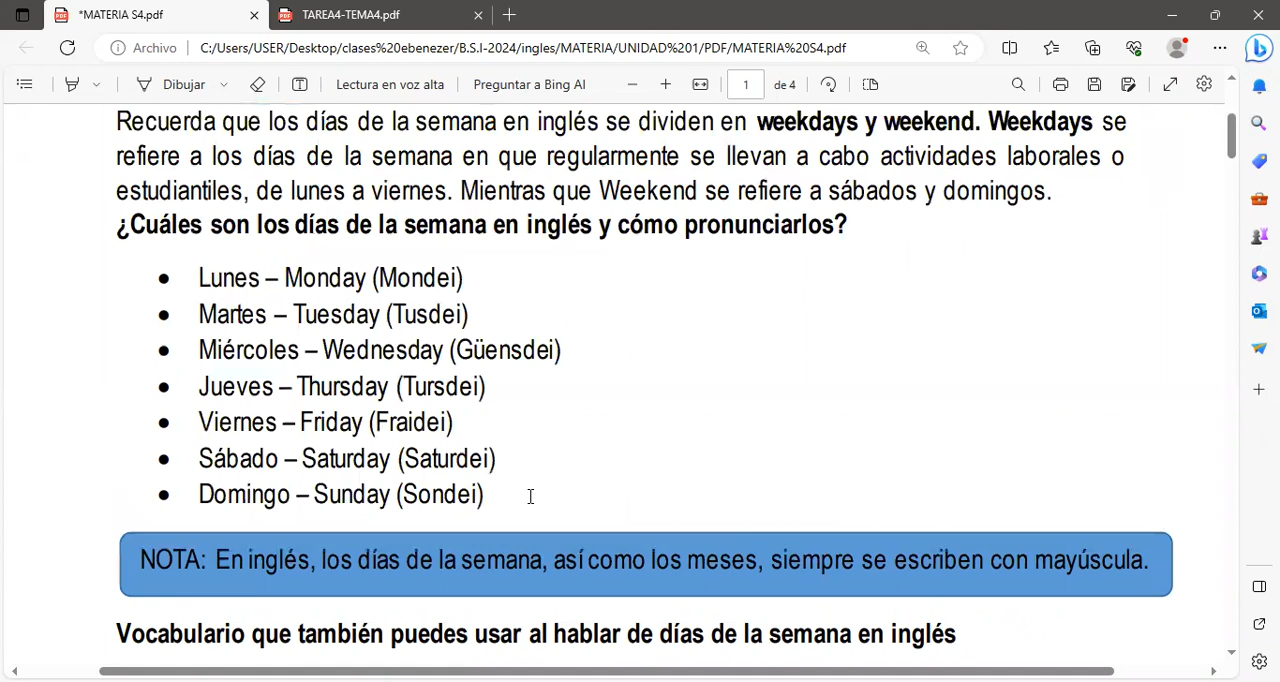 *MATERIA S4.pdf
TAREA4-TEMA4.pdf
Archivo
C:/Users/USER/Desktop/clases%20ebenezer/B.S.I-2024/ingles/MATERIA/UNIDAD%201/PDF/MATERIA%20S4.pdf
Dibujar
Lectura en voz alta
Preguntar a Bing AI
1
de 4
Recuerda que los días de la semana en inglés se dividen en weekdays y weekend. Weekdays se
refiere a los días de la semana en que regularmente se llevan a cabo actividades laborales o
estudiantiles, de lunes a viernes. Mientras que Weekend se refiere a sábados y domingos.
¿Cuáles son los días de la semana en inglés y cómo pronunciarlos?
• Lunes – Monday (Mondei)
• Martes – Tuesday (Tusdei)
• Miércoles – Wednesday (Güensdei)
• Jueves – Thursday (Tursdei)
• Viernes – Friday (Fraidei)
• Sábado – Saturday (Saturdei)
• Domingo – Sunday (Sondei)
NOTA: En inglés, los días de la semana, así como los meses, siempre se escriben con mayúscula.
Vocabulario que también puedes usar al hablar de días de la semana en inglés